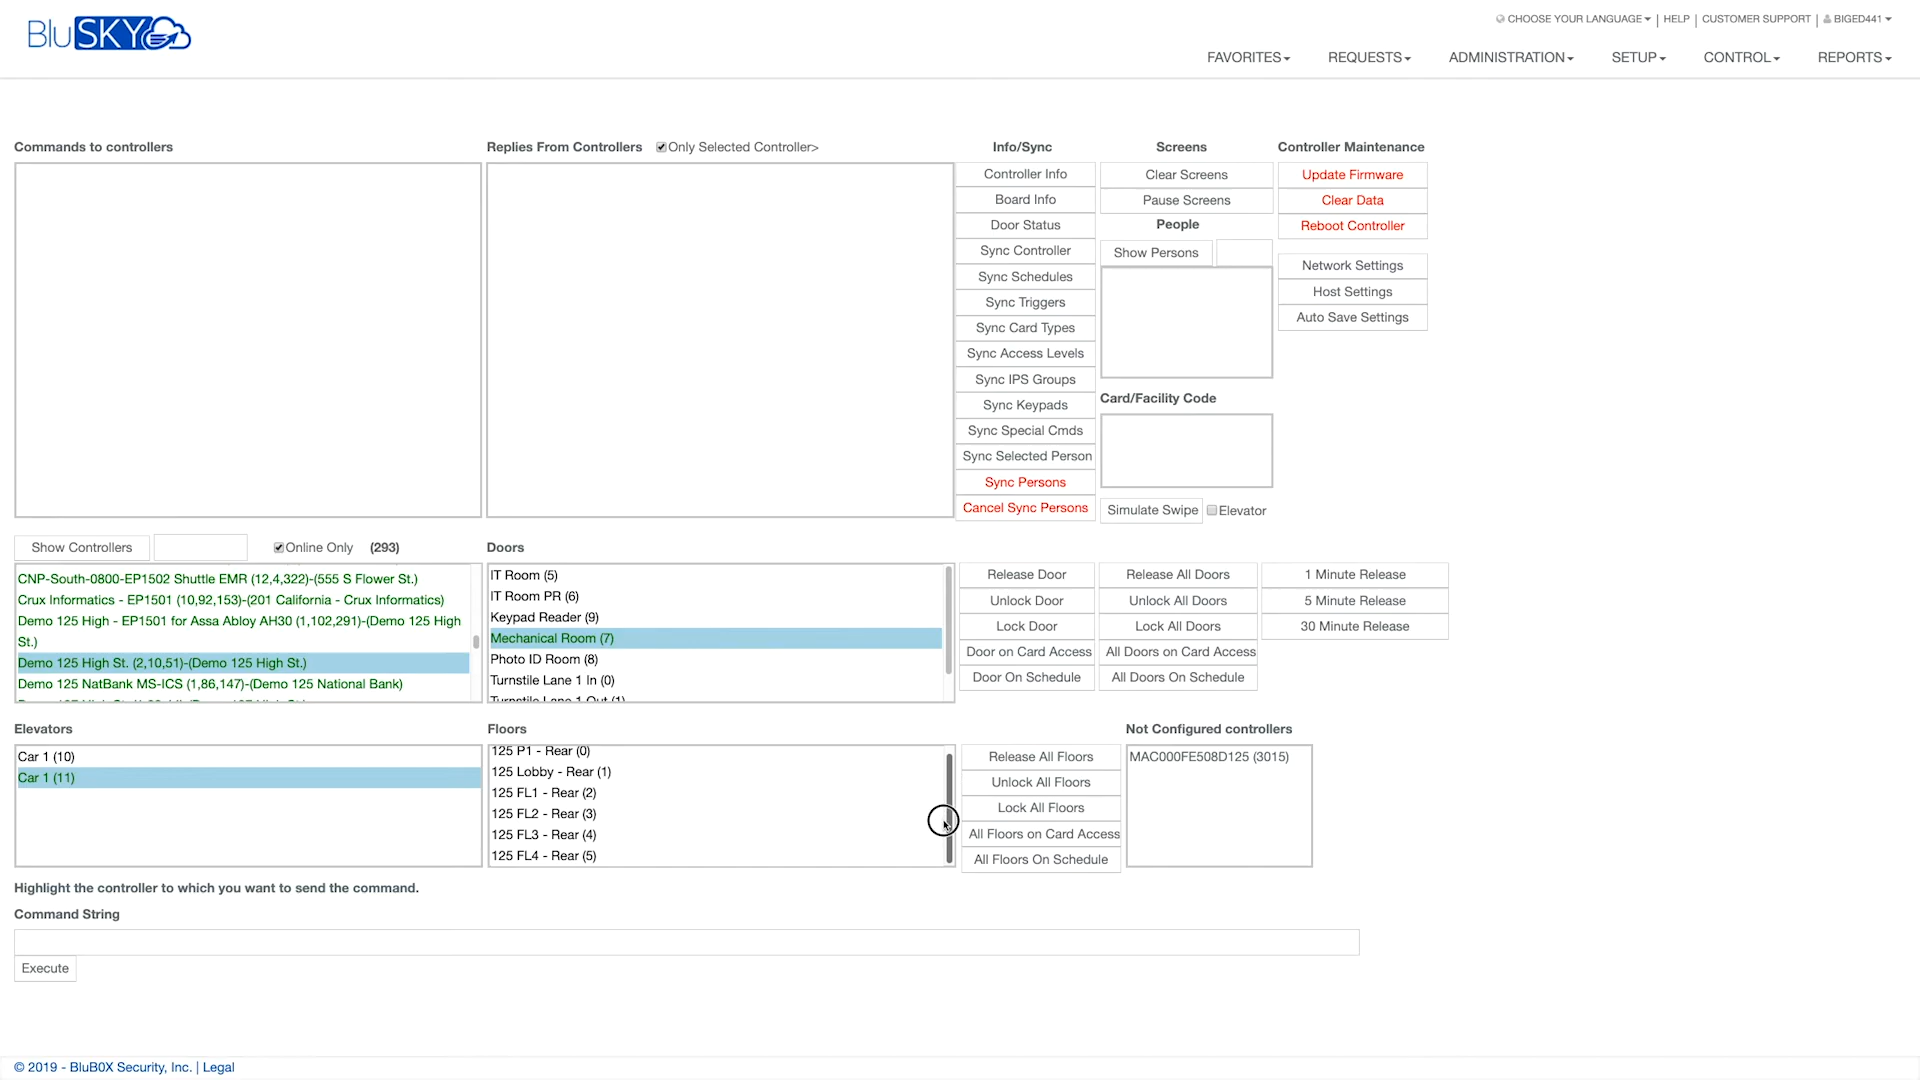 BluSKY
CHOOSE YOUR LANGUAGE | HELP | CUSTOMER SUPPORT | BIGED441
FAVORITES REQUESTS ADMINISTRATION SETUP CONTROL REPORTS
Commands to controllers
Replies From Controllers Only Selected Controller>
Info/Sync
Controller Info
Board Info
Door Status
Sync Controller
Sync Schedules
Sync Triggers
Sync Card Types
Sync Access Levels
Sync IPS Groups
Sync Keypads
Sync Special Cmds
Sync Selected Person
Sync Persons
Cancel Sync Persons
Screens
Clear Screens
Pause Screens
People
Show Persons
Card/Facility Code
Simulate Swipe Elevator
Controller Maintenance
Update Firmware
Clear Data
Reboot Controller
Network Settings
Host Settings
Auto Save Settings
Show Controllers Online Only (293)
CNP-South-0800-EP1502 Shuttle EMR (12,4,322)-(555 S Flower St.)
Crux Informatics - EP1501 (10,92,153)-(201 California - Crux Informatics)
Demo 125 High - EP1501 for Assa Abloy AH30 (1,102,291)-(Demo 125 High
St.)
Demo 125 High St. (2,10,51)-(Demo 125 High St.)
Demo 125 NatBank MS-ICS (1,86,147)-(Demo 125 National Bank)
Doors
IT Room (5)
IT Room PR (6)
Keypad Reader (9)
Mechanical Room (7)
Photo ID Room (8)
Turnstile Lane 1 In (0)
Turnstile Lane 1 Out (1)
Release Door
Unlock Door
Lock Door
Door on Card Access
Door On Schedule
Release All Doors
Unlock All Doors
Lock All Doors
All Doors on Card Access
All Doors On Schedule
1 Minute Release
5 Minute Release
30 Minute Release
Elevators
Car 1 (10)
Car 1 (11)
Floors
125 P1 - Rear (0)
125 Lobby - Rear (1)
125 FL1 - Rear (2)
125 FL2 - Rear (3)
125 FL3 - Rear (4)
125 FL4 - Rear (5)
Release All Floors
Unlock All Floors
Lock All Floors
All Floors on Card Access
All Floors On Schedule
Not Configured controllers
MAC000FE508D125 (3015)
Highlight the controller to which you want to send the command.
Command String
Execute
© 2019 - BluB0X Security, Inc. | Legal